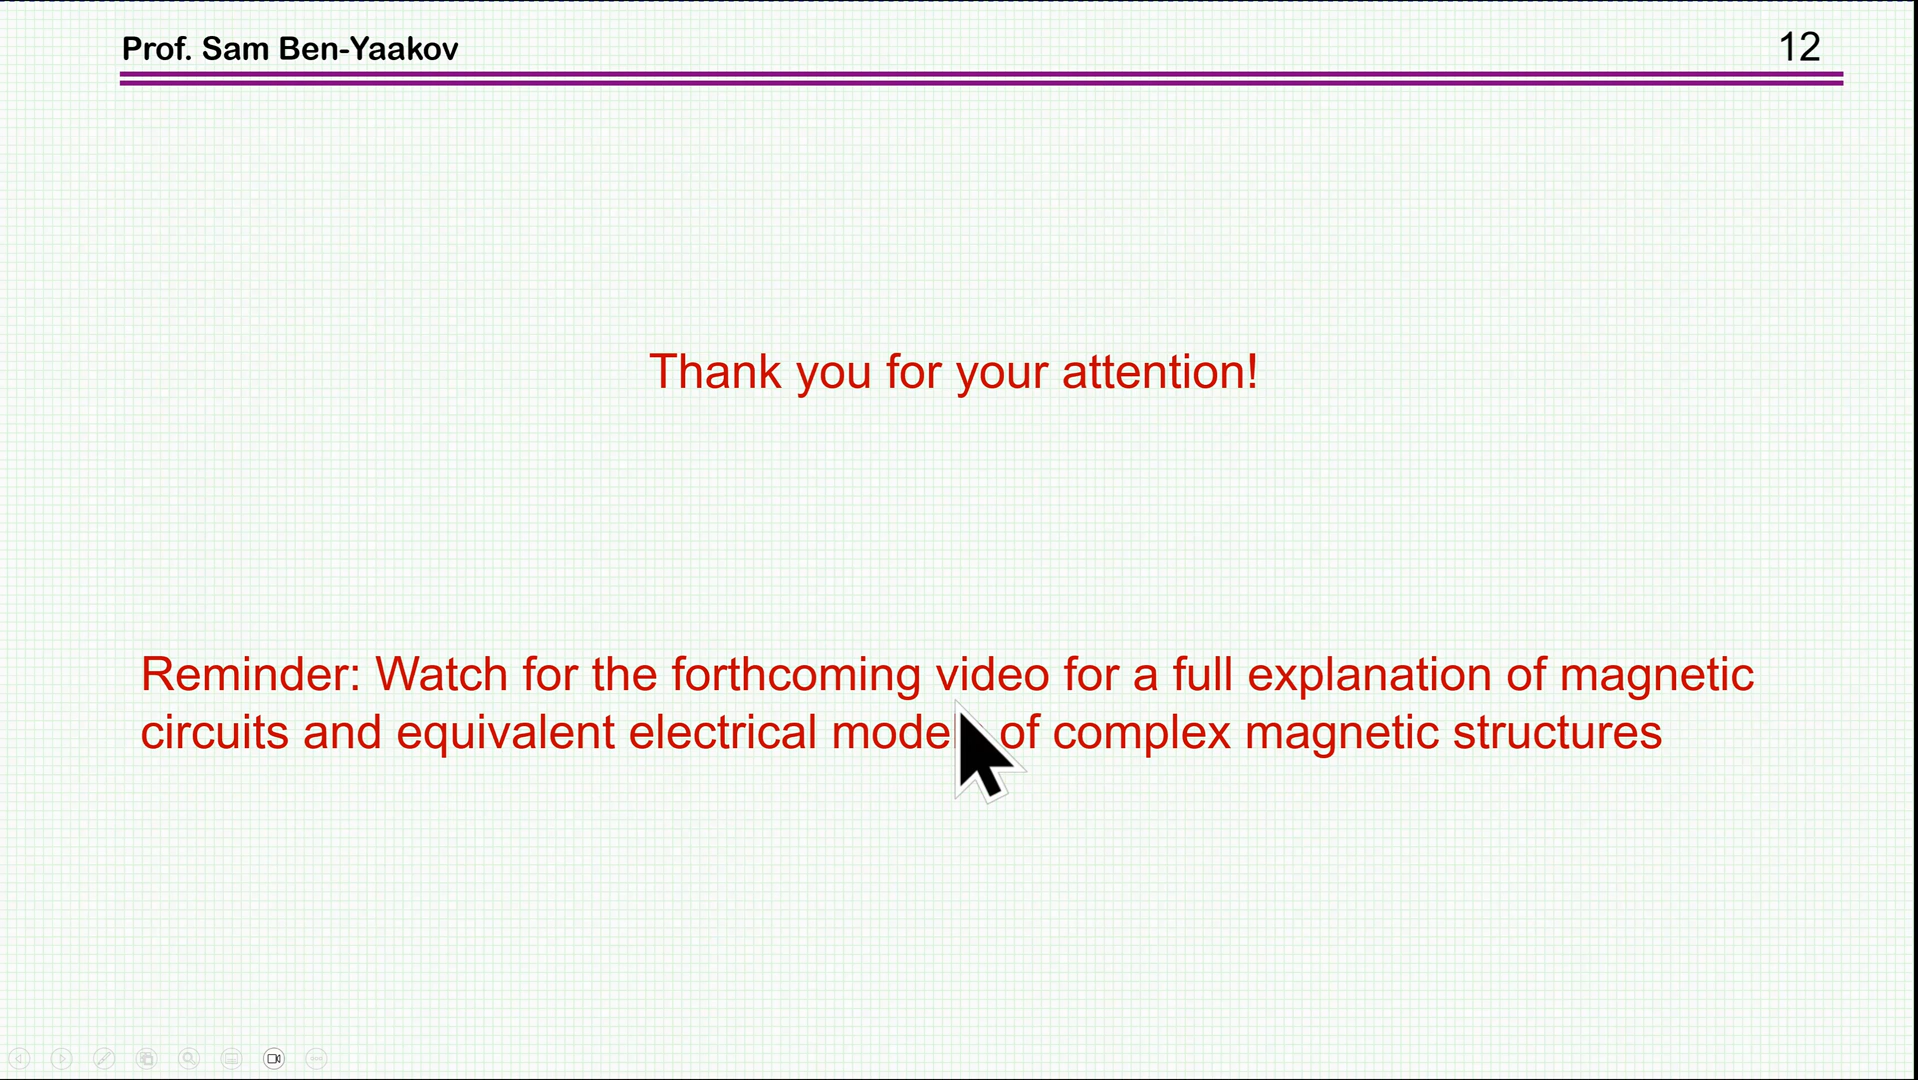 Prof. Sam Ben-Yaakov
12
Thank you for your attention!
Reminder: Watch for the forthcoming video for a full explanation of magnetic
circuits and equivalent electrical of complex magnetic structures